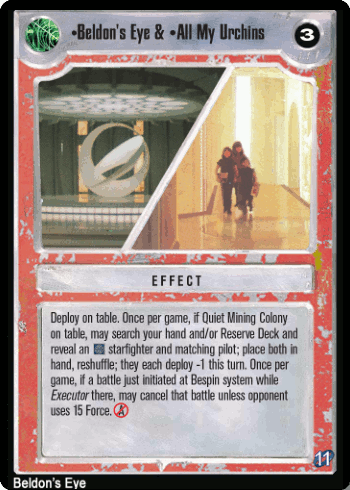 •Beldon's Eye & •All My Urchins
3
EFFECT
Deploy on table. Once per game, if Quiet Mining Colony
on table, may search your hand and/or Reserve Deck and
reveal an starfighter and matching pilot; place both in
hand, reshuffle; they each deploy -1 this turn. Once per
game, if a battle just initiated at Bespin system while
Executor there, may cancel that battle unless opponent
uses 15 Force. A
11
Beldon's Eye